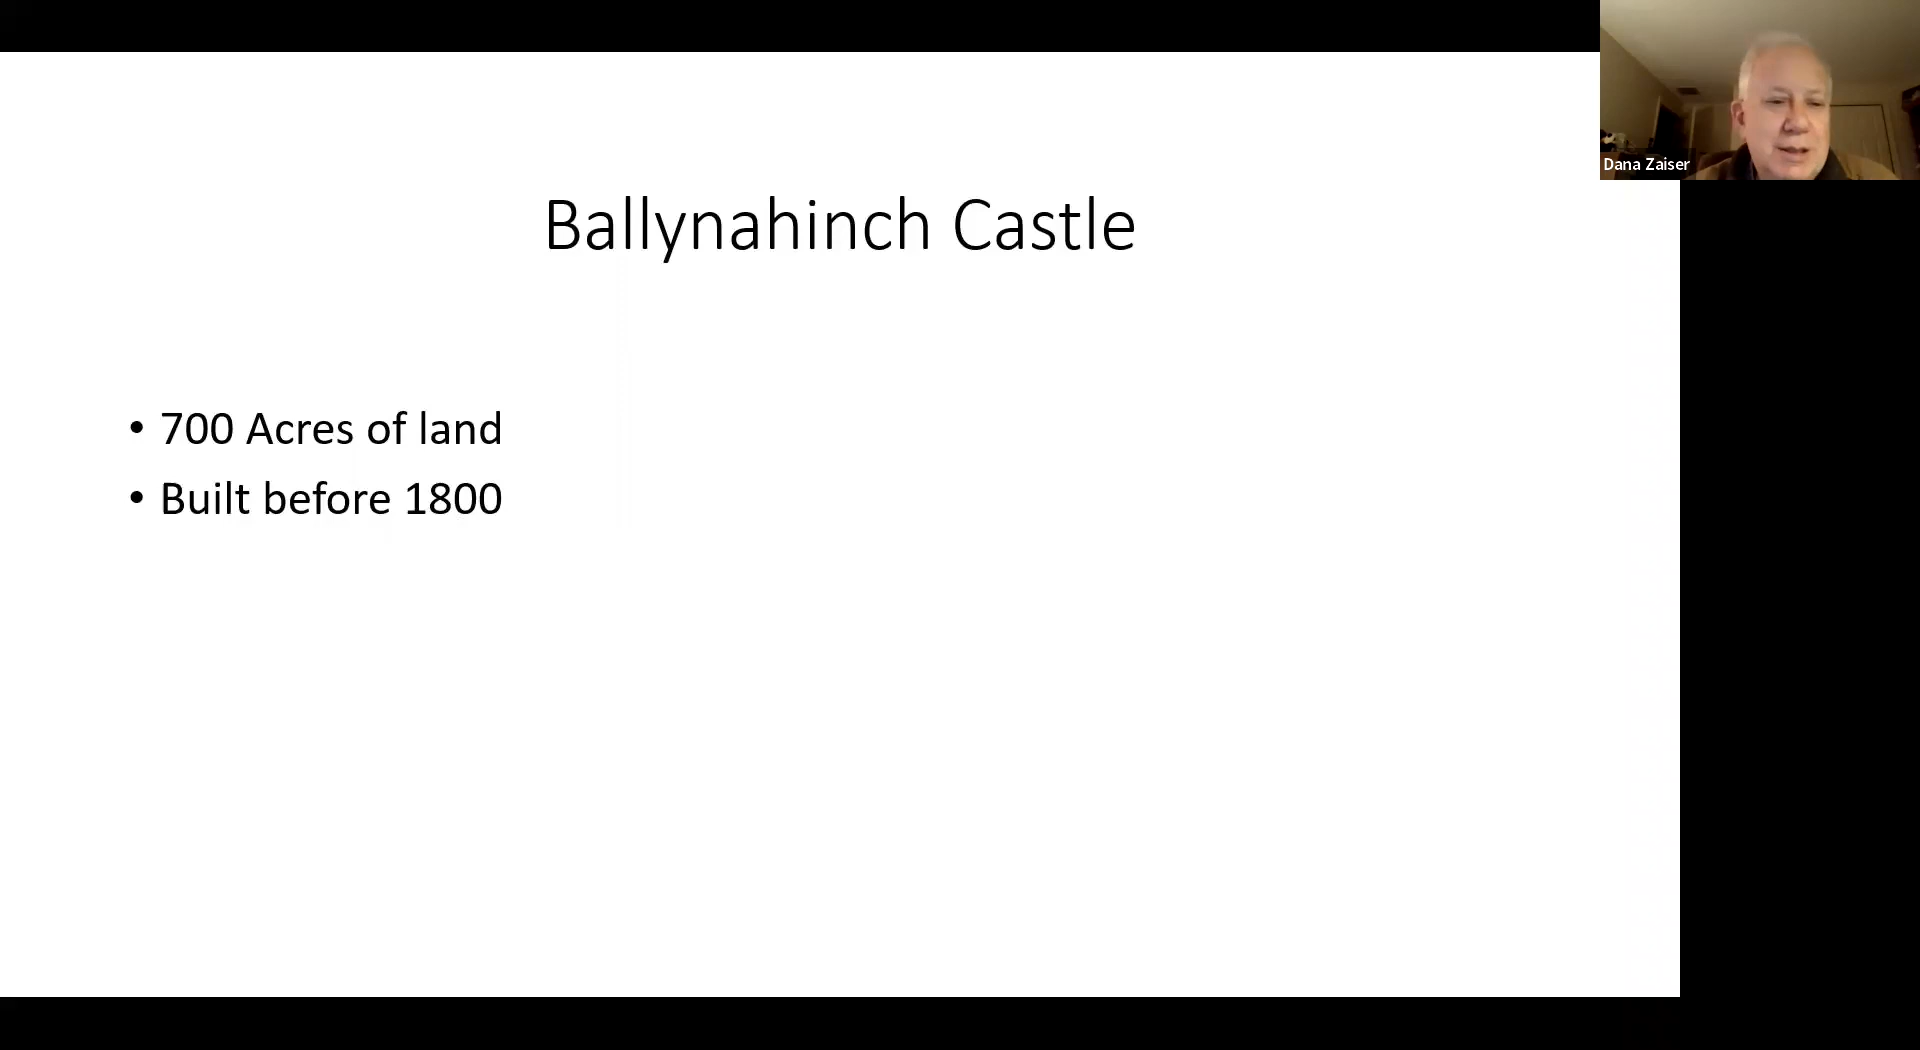 Ballynahinch Castle
• 700 Acres of land
• Built before 1800
Dana Zaiser